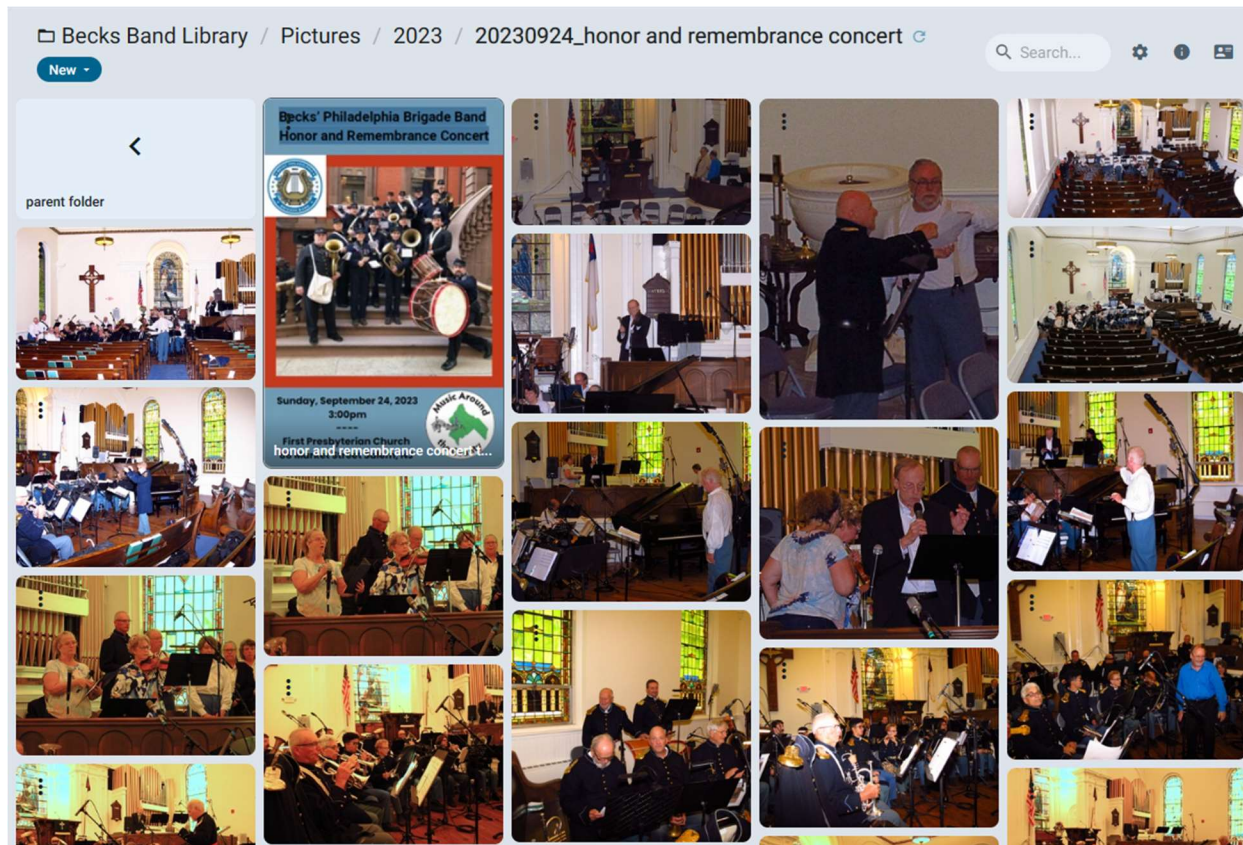 Becks Band Library / Pictures / 2023 / 20230924_honor and remembrance concert
Search...
New
parent folder
Becks' Philadelphia Brigade Band
Honor and Remembrance Concert
Sunday, September 24, 2023
3:00pm
----
First Presbyterian Church
Music Around
honor and remembrance concert t...